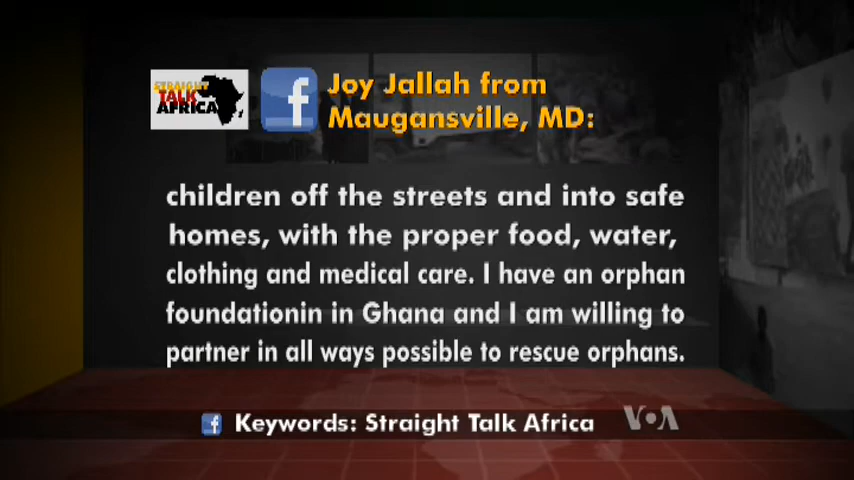 STRAIGHT
TALK
AFRICA
f
Joy Jallah from
Maugansville, MD:
children off the streets and into safe
homes, with the proper food, water,
clothing and medical care. I have an orphan
foundationin in Ghana and I am willing to
partner in all ways possible to rescue orphans.
f Keywords: Straight Talk Africa VOA